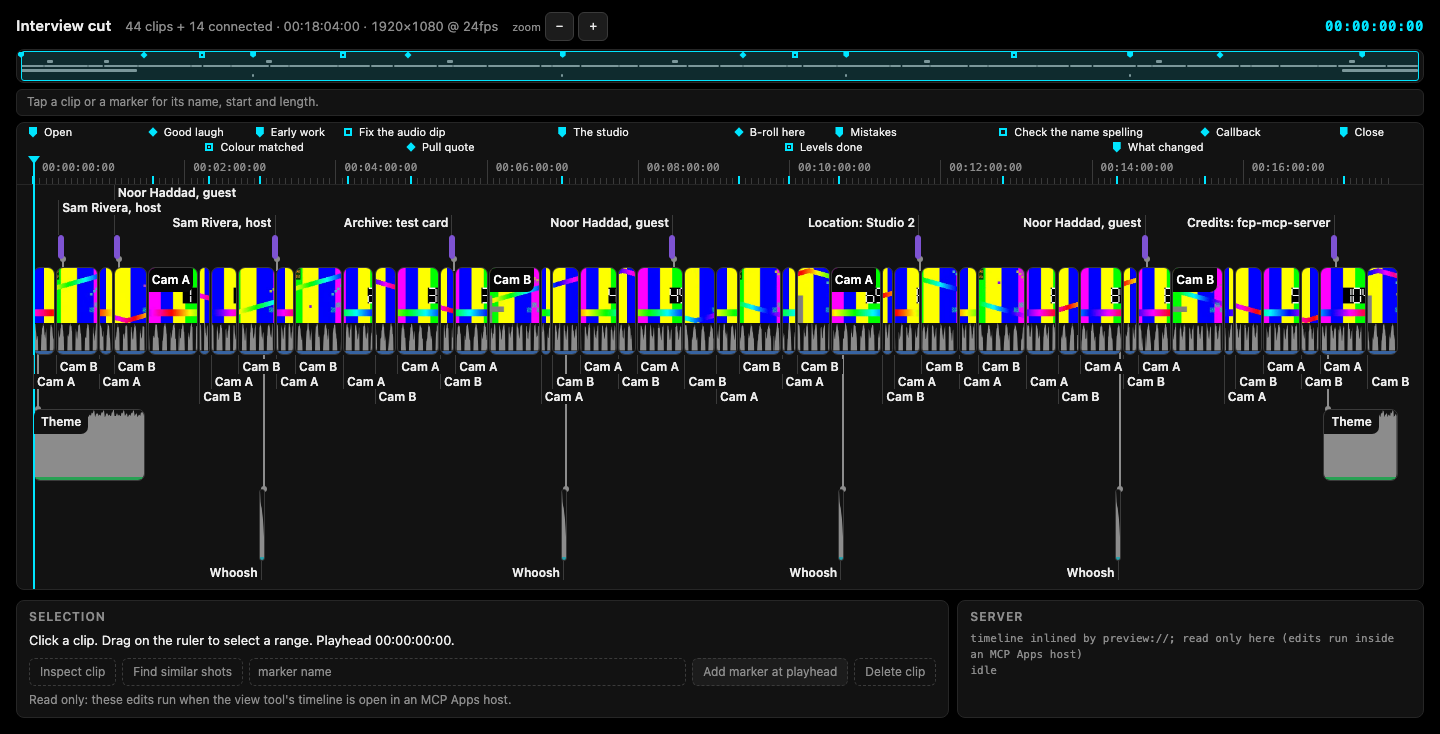 Interview cut 44 clips + 14 connected · 00:18:04:00 · 1920×1080 @ 24fps zoom − + 00:00:00:00
Tap a clip or a marker for its name, start and length.
Open Good laugh Early work Fix the audio dip The studio B-roll here Mistakes Check the name spelling Callback Close
Colour matched Pull quote Levels done What changed
00:00:00:00 00:02:00:00 00:04:00:00 00:06:00:00 00:08:00:00 00:10:00:00 00:12:00:00 00:14:00:00 00:16:00:00
Noor Haddad, guest
Sam Rivera, host
Sam Rivera, host Archive: test card Noor Haddad, guest Location: Studio 2 Noor Haddad, guest Credits: fcp-mcp-server
Cam A Cam B Cam A Cam B
Cam B Cam B Cam B Cam A Cam A Cam B Cam A Cam B Cam B Cam A Cam B Cam A Cam A Cam B Cam A Cam A
Cam A Cam A Cam A Cam A Cam A Cam B Cam B Cam B Cam B Cam A Cam A Cam B Cam A Cam B Cam B Cam B Cam B
Cam B Cam B Cam A Cam A Cam B Cam B Cam A
Theme Theme
Whoosh Whoosh Whoosh Whoosh
SELECTION
Click a clip. Drag on the ruler to select a range. Playhead 00:00:00:00.
Inspect clip Find similar shots marker name Add marker at playhead Delete clip
Read only: these edits run when the view tool's timeline is open in an MCP Apps host.
SERVER
timeline inlined by preview://; read only here (edits run inside
an MCP Apps host)
idle